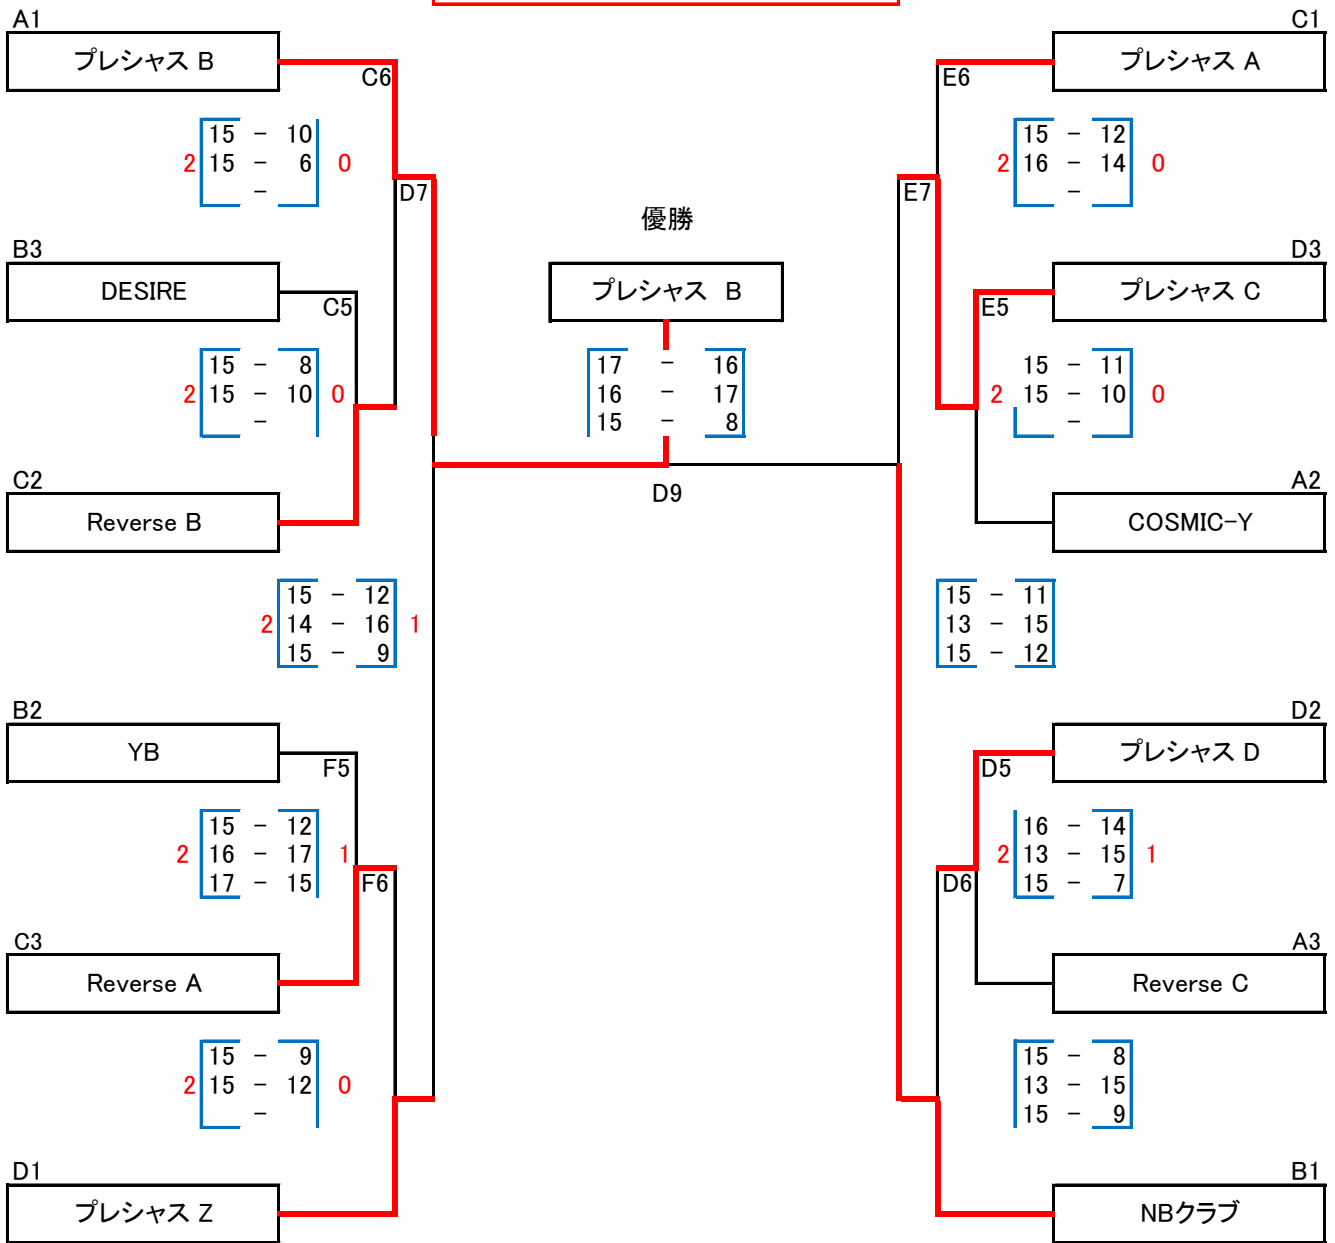 A1
プレシャス B
C6
15 - 10
2 15 - 6 0
-
D7
B3
DESIRE
C5
15 - 8
2 15 - 10 0
-
C2
Reverse B
15 - 12
2 14 - 16 1
15 - 9
B2
YB
F5
15 - 12
2 16 - 17 1
17 - 15
F6
C3
Reverse A
15 - 9
2 15 - 12 0
-
D1
プレシャス Z
優勝
プレシャス B
17 - 16
16 - 17
15 - 8
D9
C1
プレシャス A
E6
15 - 12
2 16 - 14 0
-
E7
D3
プレシャス C
E5
15 - 11
2 15 - 10 0
-
A2
COSMIC-Y
15 - 11
13 - 15
15 - 12
D2
プレシャス D
D5
16 - 14
2 13 - 15 1
15 - 7
D6
A3
Reverse C
15 - 8
13 - 15
15 - 9
B1
NBクラブ